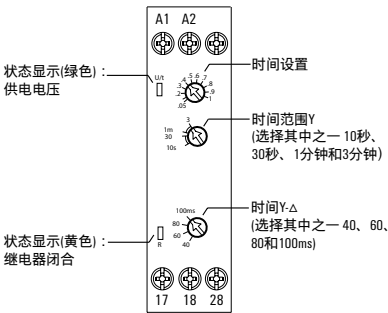 A1 A2
状态显示(绿色)：
供电电压
U/t
时间设置
.05
.2
.3
.4
.5
.6
.7
.8
.9
1
时间范围Y
(选择其中之一 10秒、
30秒、1分钟和3分钟)
3
1m
30
10s
时间Y-△
(选择其中之一 40、60、
80和100ms)
100ms
80
60
40
状态显示(黄色)：
继电器闭合
R
17 18 28